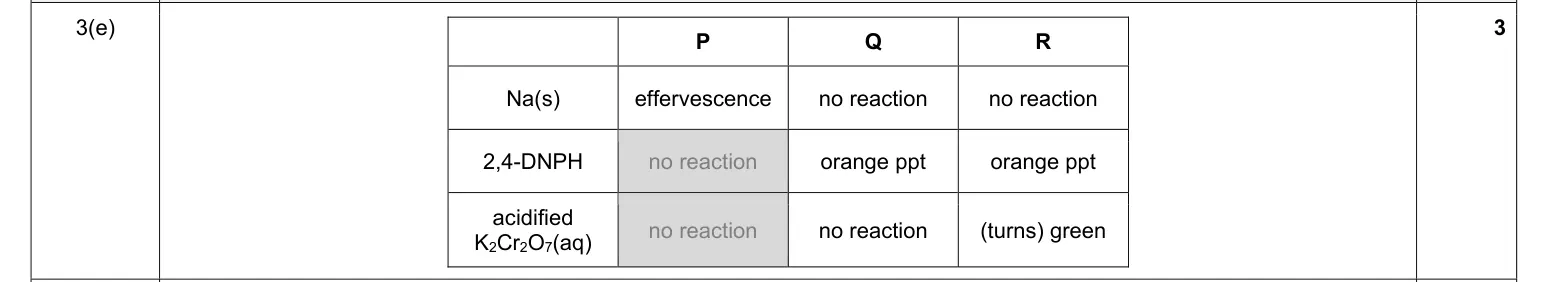 3(e) 3
P Q R
Na(s) effervescence no reaction no reaction
2,4-DNPH no reaction orange ppt orange ppt
acidified
K₂Cr₂O₇(aq) no reaction no reaction (turns) green